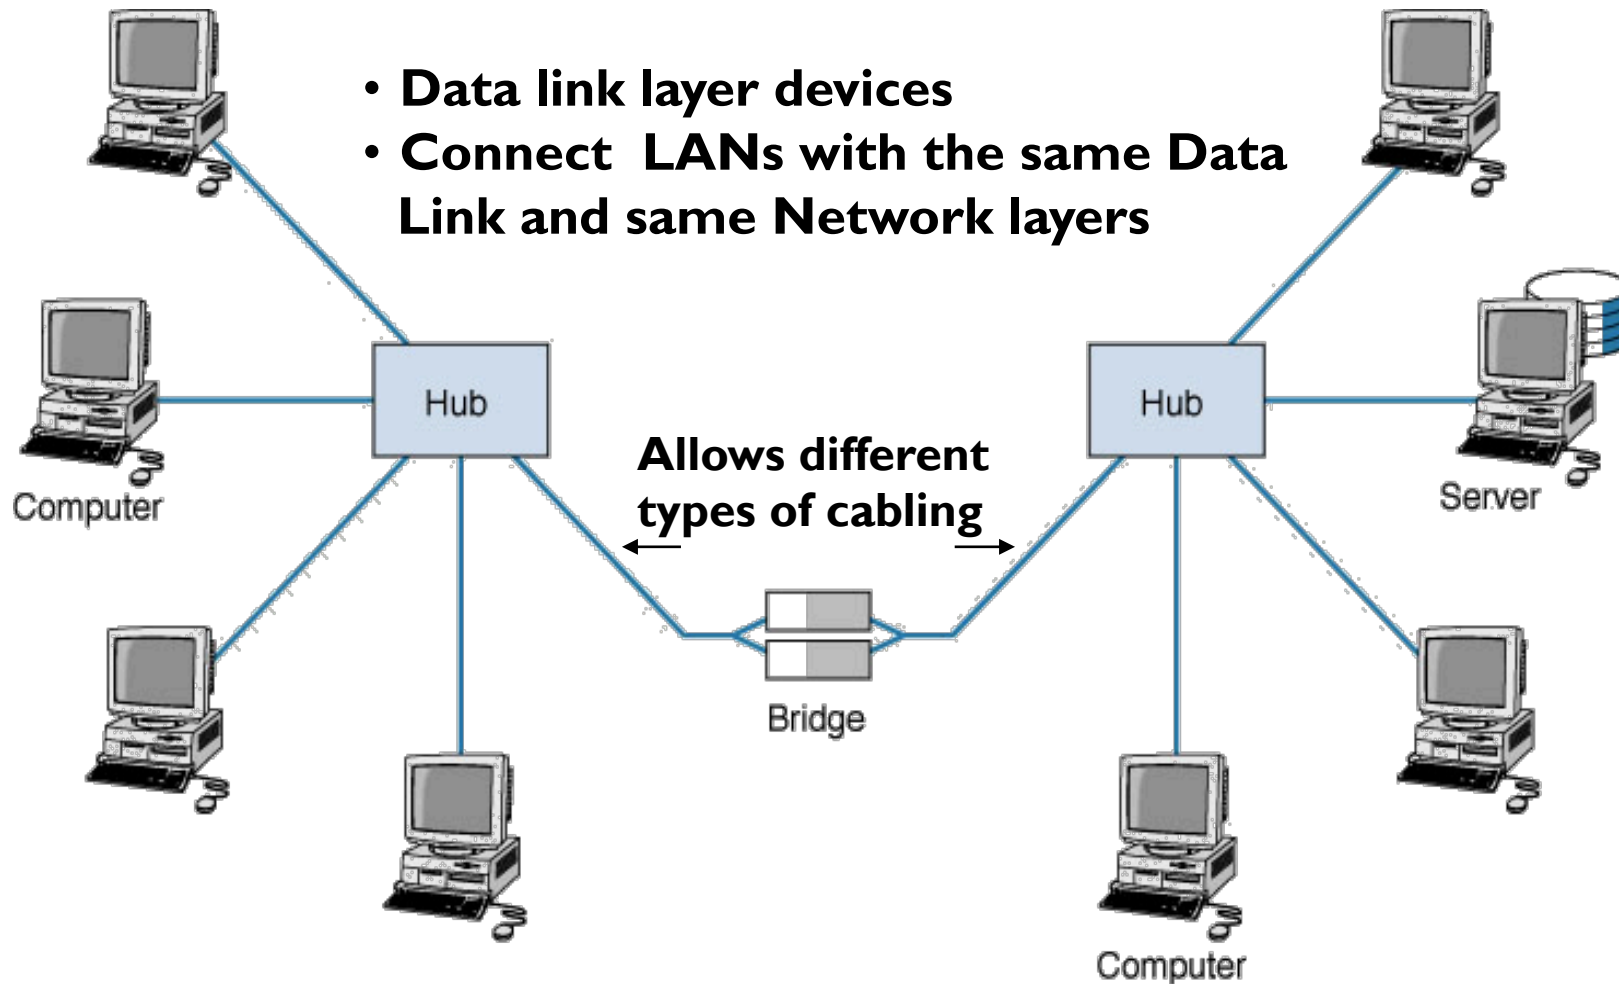 • Data link layer devices
• Connect LANs with the same Data
Link and same Network layers
Hub
Hub
Allows different
types of cabling
Computer
Server
Bridge
Computer